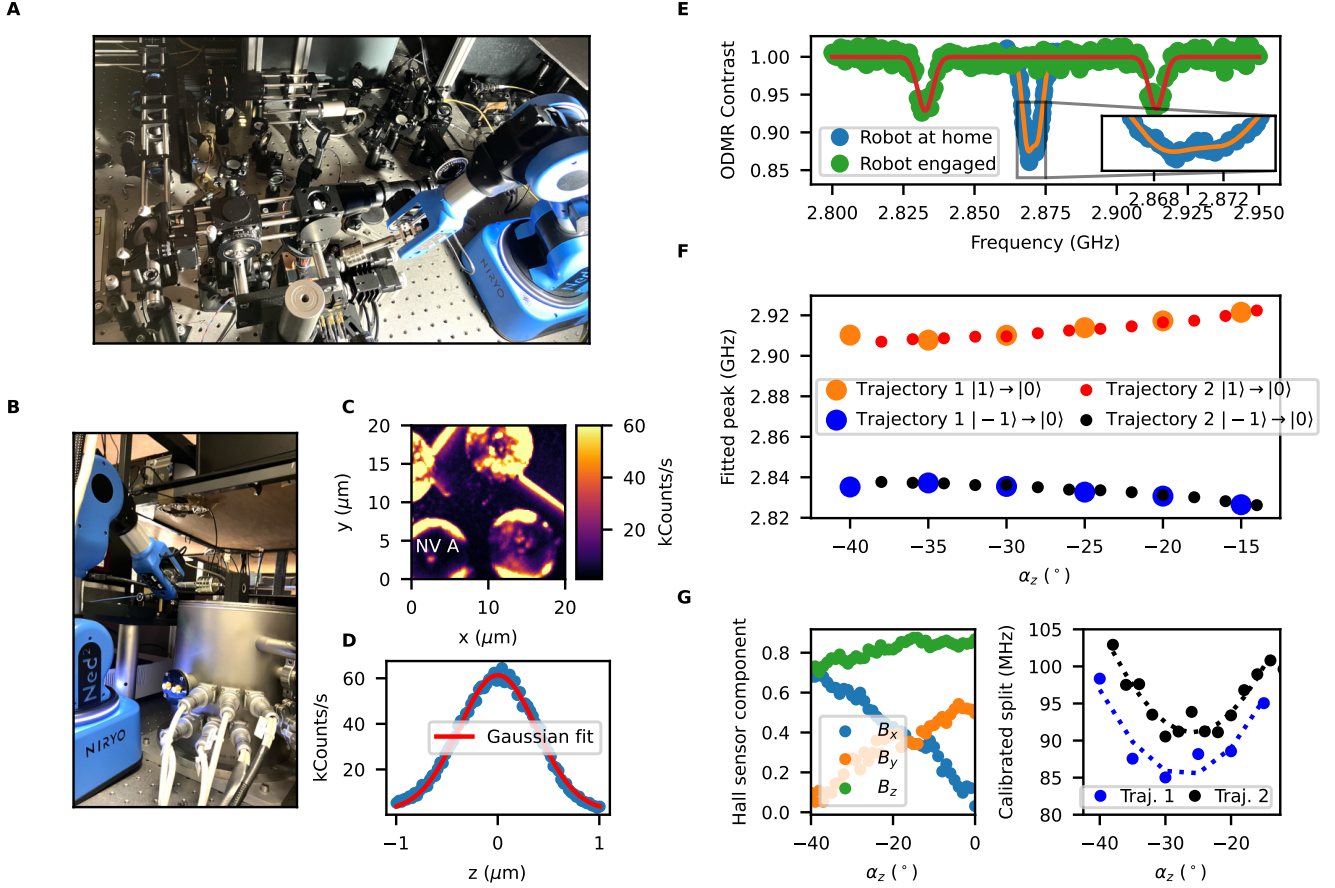 A
NIRYO
Ned²
B
Ned²
NIRYO
C
20
15
10
5
0
y (μm)
NV A
0
10
20
x (μm)
60
40
20
kCounts/s
D
60
40
20
kCounts/s
Gaussian fit
−1
0
1
z (μm)
E
1.00
0.95
0.90
0.85
ODMR Contrast
Robot at home
Robot engaged
2.868
2.872
2.800
2.825
2.850
2.875
2.900
2.925
2.950
Frequency (GHz)
F
2.92
2.90
2.88
2.86
2.84
2.82
Fitted peak (GHz)
Trajectory 1 |1⟩→|0⟩
Trajectory 2 |1⟩→|0⟩
Trajectory 1 |−1⟩→|0⟩
Trajectory 2 |−1⟩→|0⟩
−40
−35
−30
−25
−20
−15
α_z (°)
G
0.8
0.6
0.4
0.2
0.0
Hall sensor component
B_x
B_y
B_z
−40
−20
0
α_z (°)
105
100
95
90
85
80
Calibrated split (MHz)
Traj. 1
Traj. 2
−40
−30
−20
α_z (°)